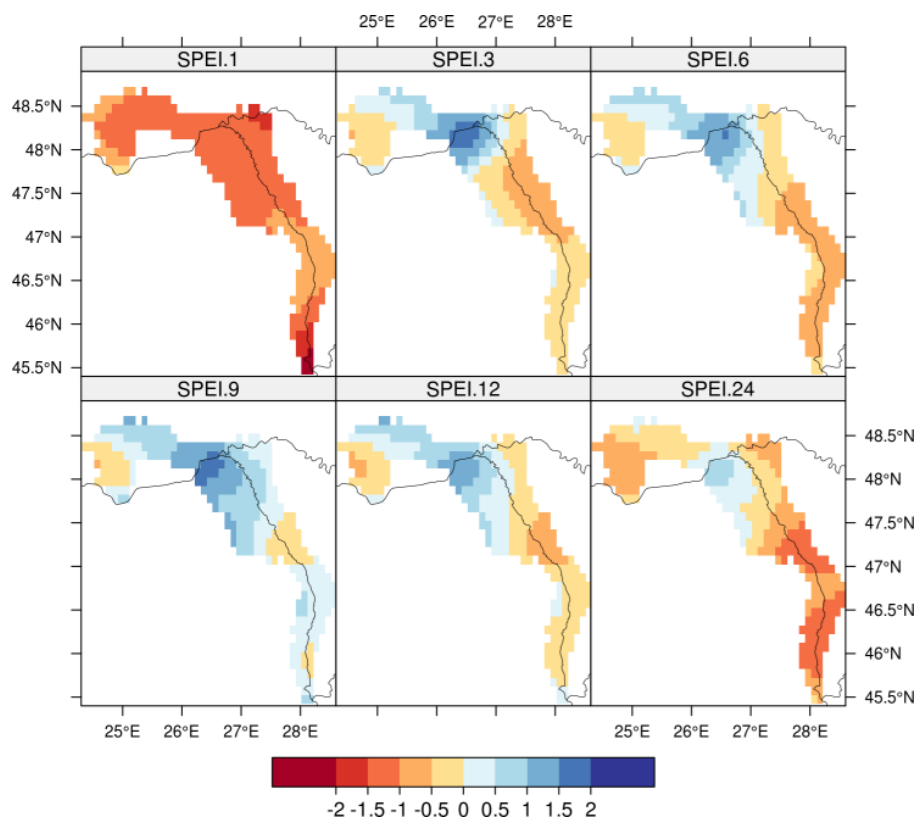 25°E 26°E 27°E 28°E
SPEI.1 SPEI.3 SPEI.6
48.5°N
48°N
47.5°N
47°N
46.5°N
46°N
45.5°N
SPEI.9 SPEI.12 SPEI.24
48.5°N
48°N
47.5°N
47°N
46.5°N
46°N
45.5°N
25°E 26°E 27°E 28°E 25°E 26°E 27°E 28°E
-2 -1.5 -1 -0.5 0 0.5 1 1.5 2